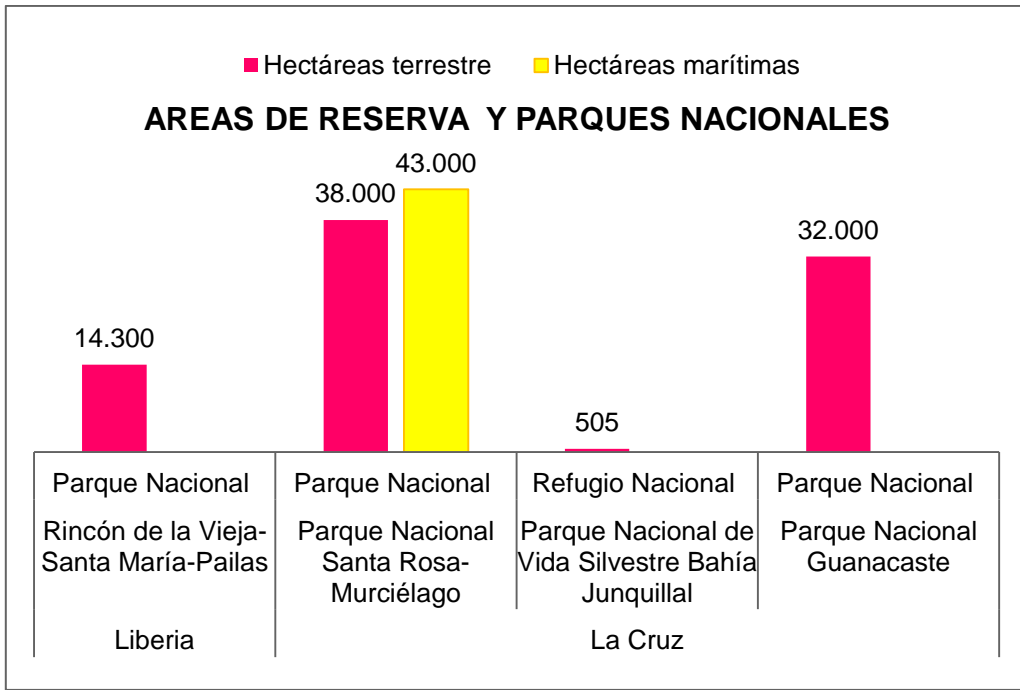 Hectáreas terrestre
Hectáreas marítimas
AREAS DE RESERVA Y PARQUES NACIONALES
14.300
38.000
43.000
505
32.000
Parque Nacional
Rincón de la Vieja-
Santa María-Pailas
Parque Nacional
Parque Nacional
Santa Rosa-
Murciélago
Refugio Nacional
Parque Nacional de
Vida Silvestre Bahía
Junquillal
Parque Nacional
Parque Nacional
Guanacaste
Liberia
La Cruz